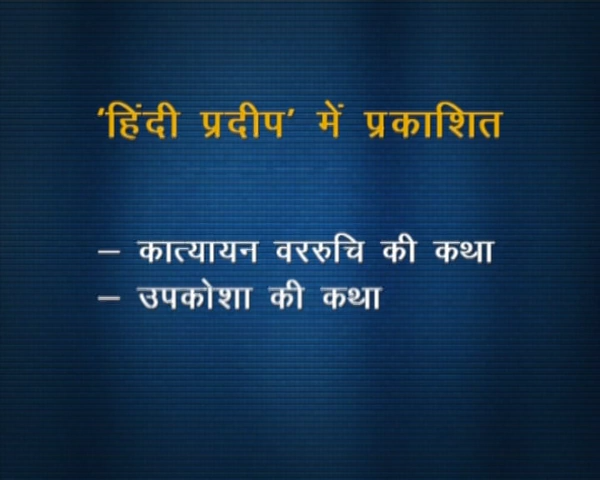 ‘हिंदी प्रदीप’ में प्रकाशित
– कात्यायन वररुचि की कथा
– उपकोशा की कथा